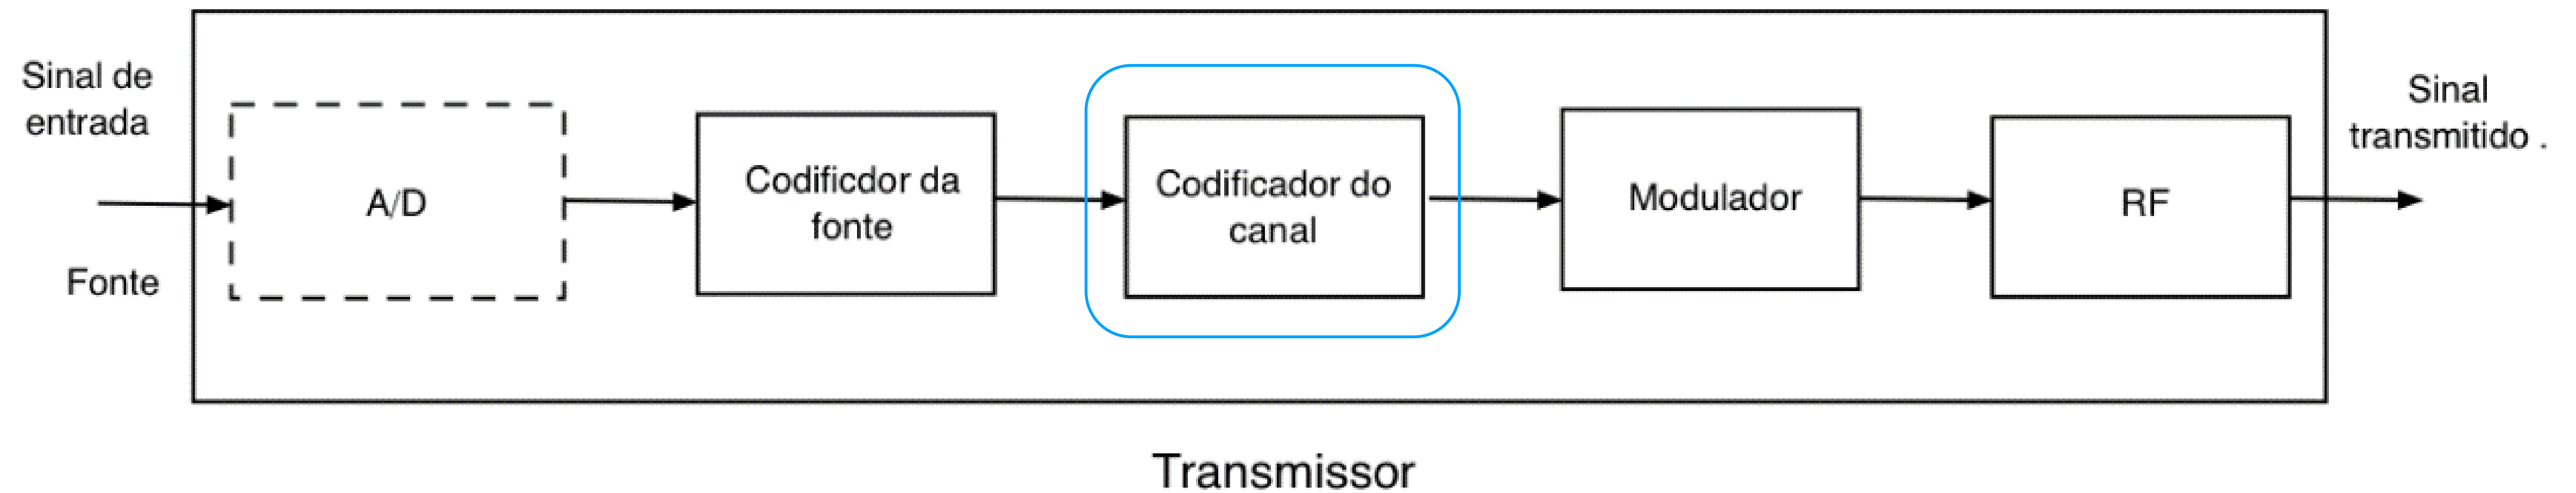 Sinal de
entrada
Fonte
A/D
Codificdor da
fonte
Codificador do
canal
Modulador
RF
Sinal
transmitido .
Transmissor